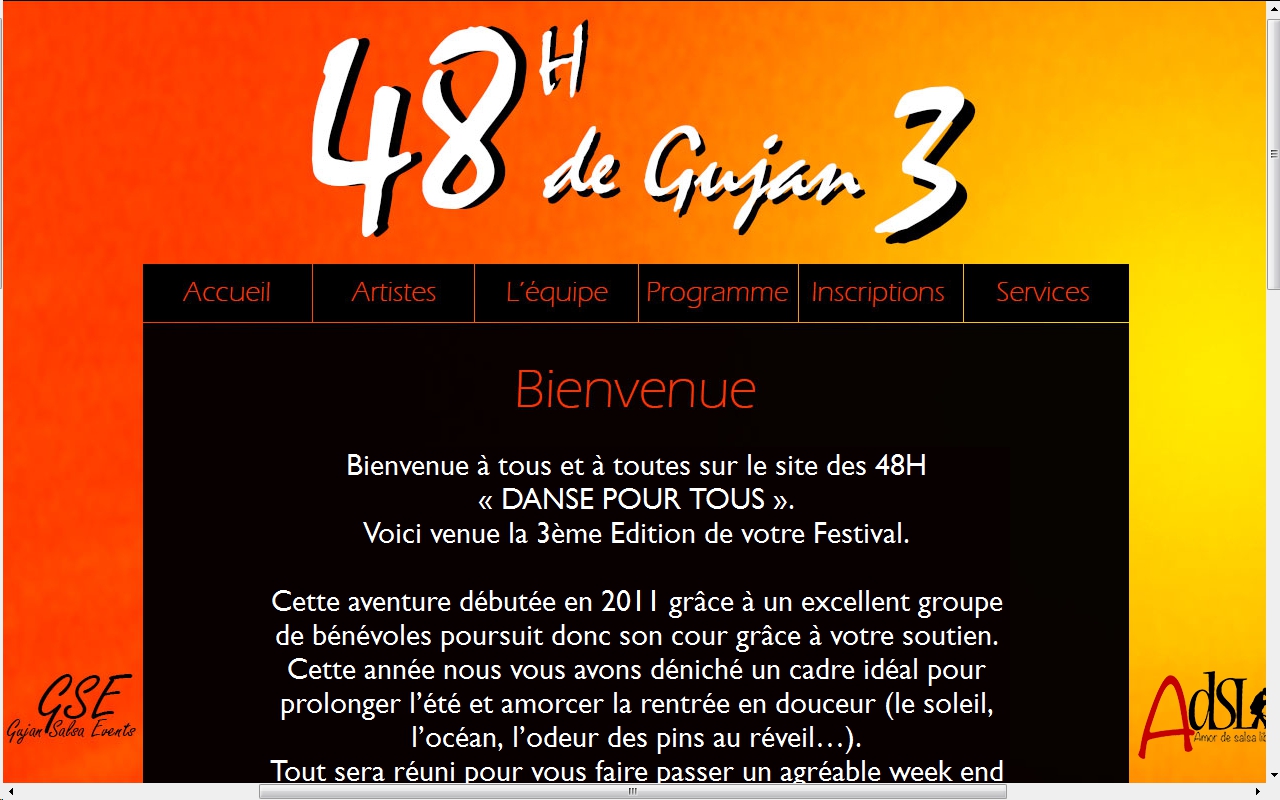 48H de Gujan 3
Accueil Artistes L'équipe Programme Inscriptions Services
Bienvenue
Bienvenue à tous et à toutes sur le site des 48H
« DANSE POUR TOUS ».
Voici venue la 3ème Edition de votre Festival.
Cette aventure débutée en 2011 grâce à un excellent groupe
de bénévoles poursuit donc son cour grâce à votre soutien.
Cette année nous vous avons déniché un cadre idéal pour
prolonger l’été et amorcer la rentrée en douceur (le soleil,
l’océan, l’odeur des pins au réveil…).
Tout sera réuni pour vous faire passer un agréable week end
GSE
Gujan Salsa Events
AdSL
Amor de salsa